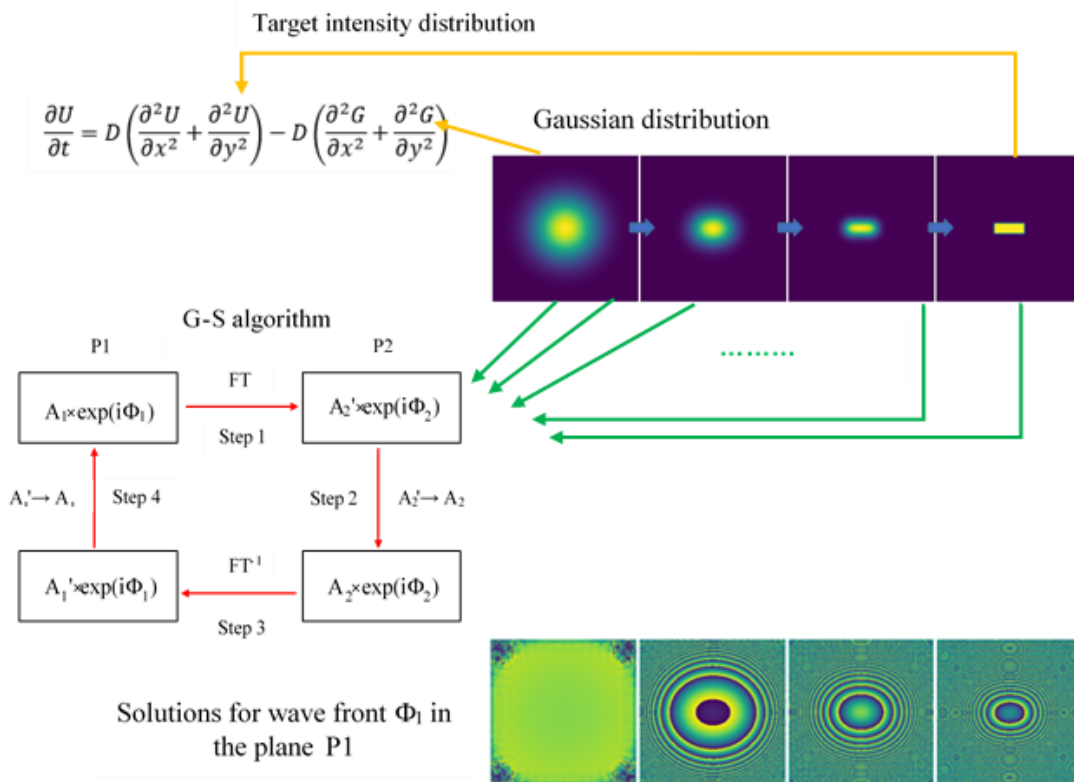 Target intensity distribution
∂U/∂t = D(∂²U/∂x² + ∂²U/∂y²) − D(∂²G/∂x² + ∂²G/∂y²)
Gaussian distribution
G-S algorithm
P1
P2
FT
A₁×exp(iΦ₁)
A₂'×exp(iΦ₂)
Step 1
………
A,'→ A,
Step 4
Step 2
A₂'→ A₂
FT⁻¹
A₁'×exp(iΦ₁)
A₂×exp(iΦ₂)
Step 3
Solutions for wave front Φ₁ in
the plane P1